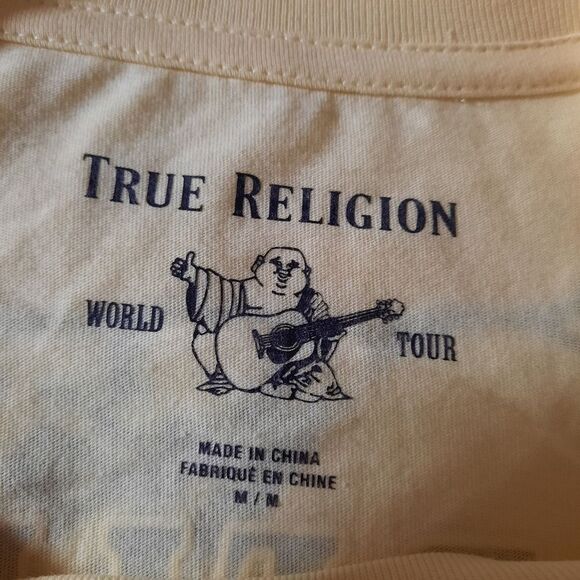 TRUE RELIGION
WORLD TOUR
MADE IN CHINA
FABRIQUÉ EN CHINE
M / M